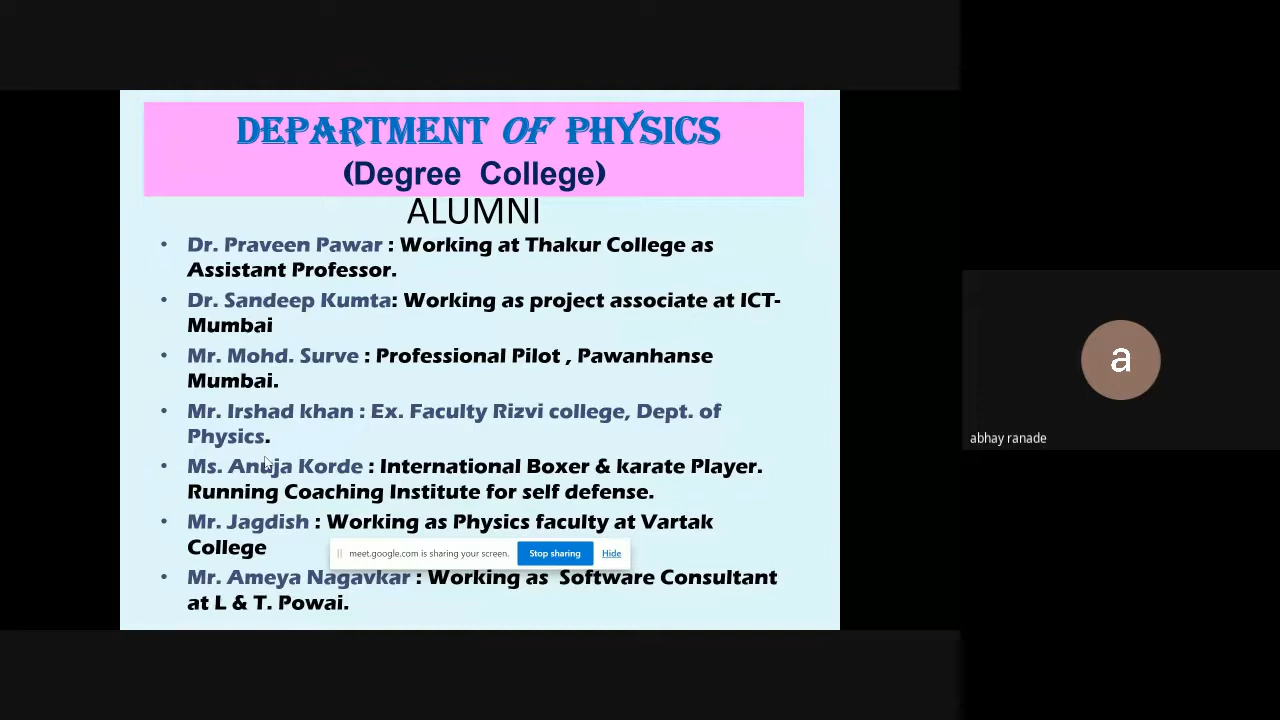 DEPARTMENT OF PHYSICS
(Degree College)
ALUMNI
• Dr. Praveen Pawar : Working at Thakur College as
Assistant Professor.
• Dr. Sandeep Kumta: Working as project associate at ICT-
Mumbai
• Mr. Mohd. Surve : Professional Pilot , Pawanhanse
Mumbai.
• Mr. Irshad khan : Ex. Faculty Rizvi college, Dept. of
Physics.
• Ms. Anuja Korde : International Boxer & karate Player.
Running Coaching Institute for self defense.
• Mr. Jagdish : Working as Physics faculty at Vartak
College
meet.google.com is sharing your screen. Stop sharing Hide
• Mr. Ameya Nagavkar : Working as Software Consultant
at L & T. Powai.
a
abhay ranade